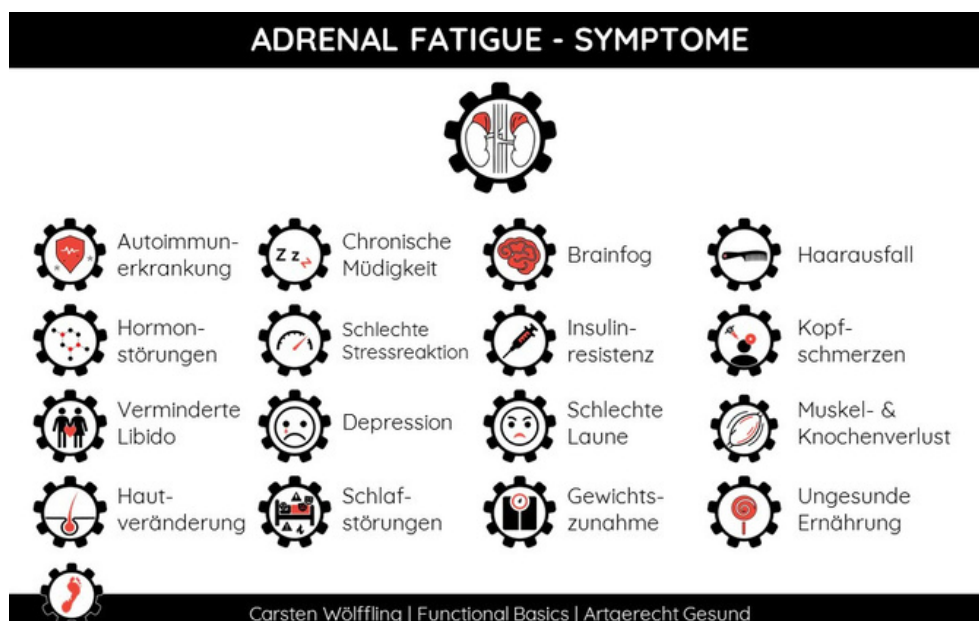 ADRENAL FATIGUE - SYMPTOME
Autoimmun-
erkrankung
Chronische
Müdigkeit
Brainfog
Haarausfall
Hormon-
störungen
Schlechte
Stressreaktion
Insulin-
resistenz
Kopf-
schmerzen
Verminderte
Libido
Depression
Schlechte
Laune
Muskel- &
Knochenverlust
Haut-
veränderung
Schlaf-
störungen
Gewichts-
zunahme
Ungesunde
Ernährung
Carsten Wölffling | Functional Basics | Artgerecht Gesund